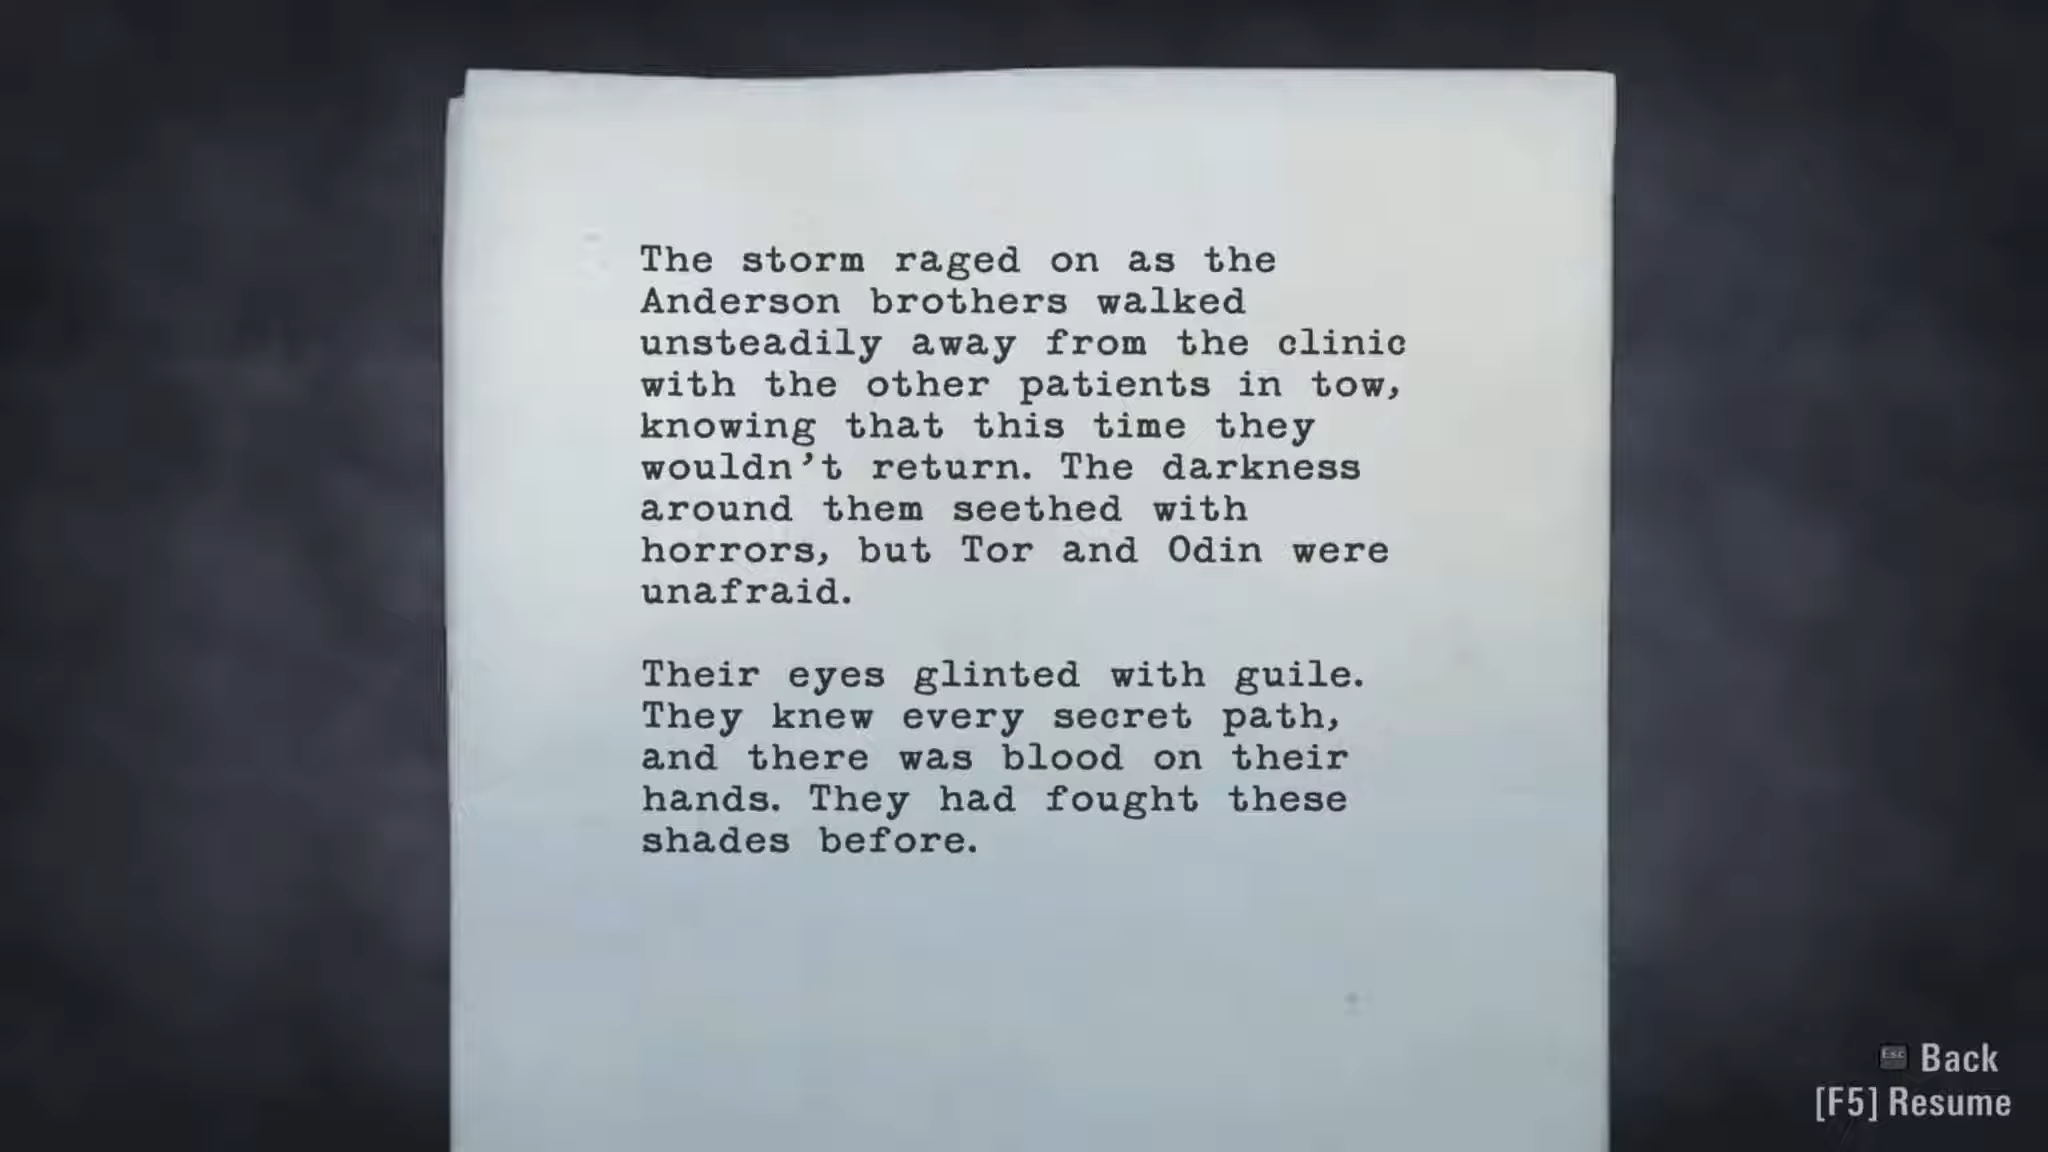 The storm raged on as the
Anderson brothers walked
unsteadily away from the clinic
with the other patients in tow,
knowing that this time they
wouldn’t return. The darkness
around them seethed with
horrors, but Tor and Odin were
unafraid.
Their eyes glinted with guile.
They knew every secret path,
and there was blood on their
hands. They had fought these
shades before.
Esc Back
[F5] Resume